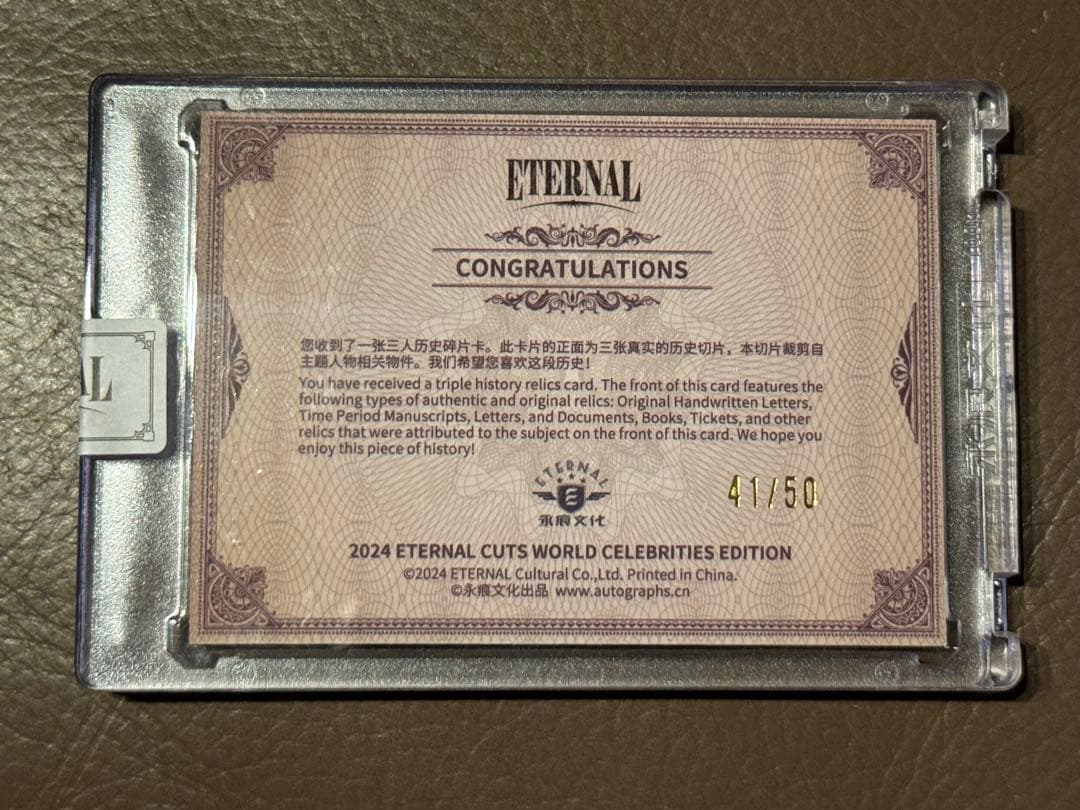 ETERNAL
CONGRATULATIONS
您收到了一张三人历史碎片卡。此卡片的正面为三张真实的历史切片，本切片裁剪自
主题人物相关物件。我们希望您喜欢这段历史！
You have received a triple history relics card. The front of this card features the
following types of authentic and original relics: Original Handwritten Letters,
Time Period Manuscripts, Letters, and Documents, Books, Tickets, and other
relics that were attributed to the subject on the front of this card. We hope you
enjoy this piece of history!
ETERNAL
E
永痕文化
41/50
2024 ETERNAL CUTS WORLD CELEBRITIES EDITION
©2024 ETERNAL Cultural Co.,Ltd. Printed in China.
©永痕文化出品 www.autographs.cn
AL